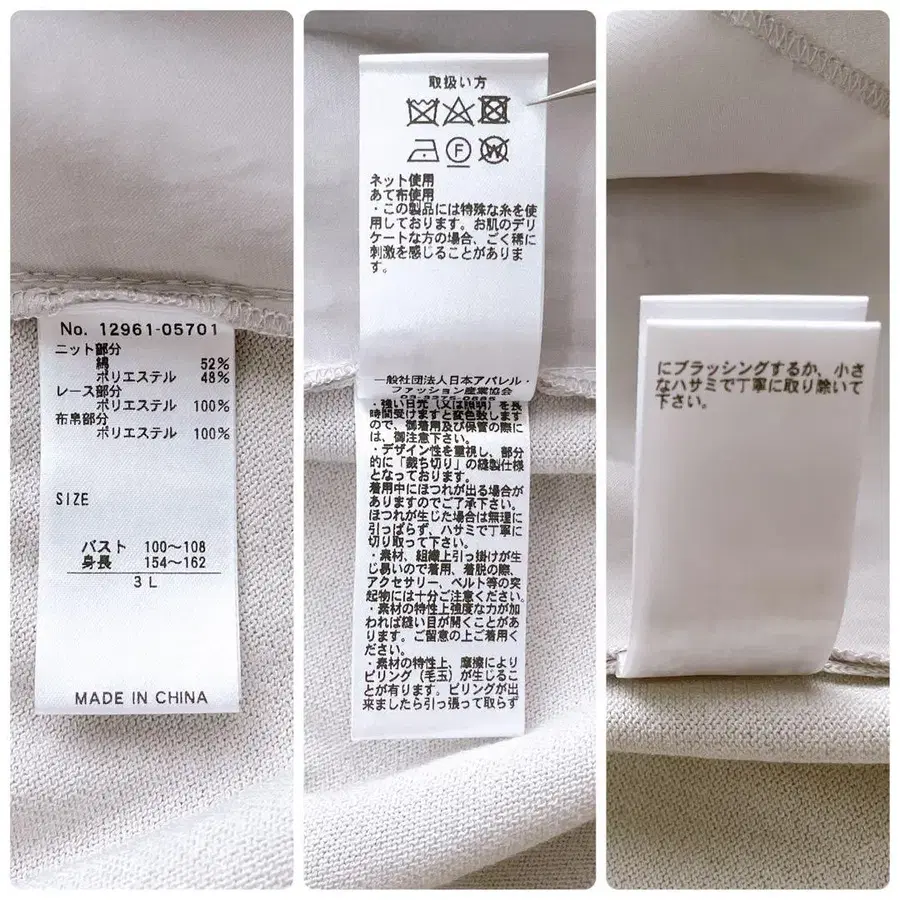 No. 12961-05701
ニット部分
綿 52%
ポリエステル 48%
レース部分
ポリエステル 100%
布帛部分
ポリエステル 100%
SIZE
バスト 100〜108
身長 154〜162
3L
MADE IN CHINA
取扱い方
F
W
ネット使用
あて布使用
・この製品には特殊な糸を使
用しております。お肌のデリ
ケートな方の場合、ごく稀に
刺激を感じることがありま
す。
一般社団法人日本アパレル・
ファッション産業協会
・強い日光（又は照明）を長
時間受けますと変色致します
ので、御着用及び保管の際に
は、御注意下さい。
・デザイン性を重視し、部分
的に「裁ち切り」の縫製仕様
となっております。
着用中にほつれが出る場合が
ありますのでご了承下さい。
ほつれが生じた場合は無理に
引っぱらず、ハサミで丁寧に
切り取って下さい。
・素材、組織上引っ掛けが生
じ易いので着用、着脱の際、
アクセサリー、ベルト等の突
起物には十分ご注意ください。
・素材の特性上強度な力が加
われば縫い目が開くことがあ
ります。ご留意の上ご着用く
ださい。
・素材の特性上、摩擦により
ピリング（毛玉）が生じるこ
とが有ります。ピリングが出
来ましたら引っ張って取らず
にブラッシングするか、小さ
なハサミで丁寧に取り除いて
下さい。